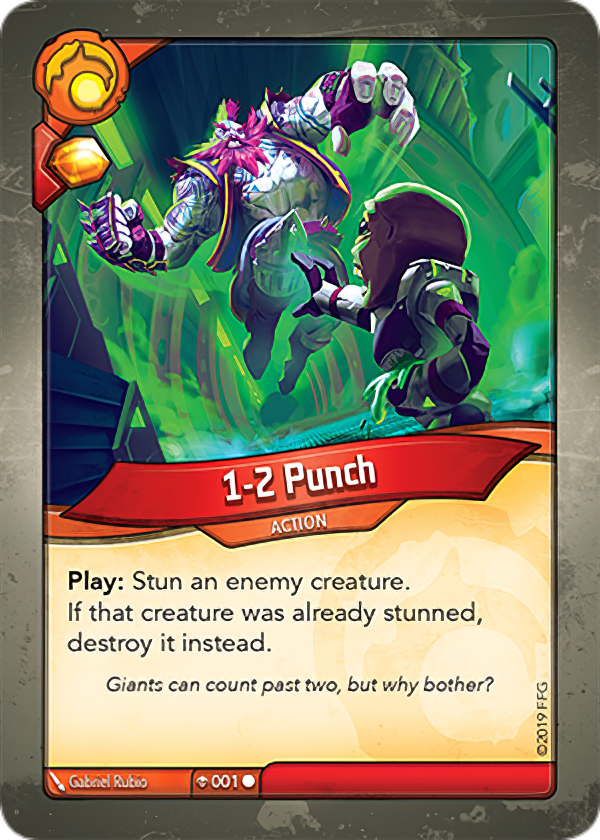 1-2 Punch
ACTION
Play: Stun an enemy creature.
If that creature was already stunned,
destroy it instead.
Giants can count past two, but why bother?
©2019 FFG
Gabriel Rubio
001